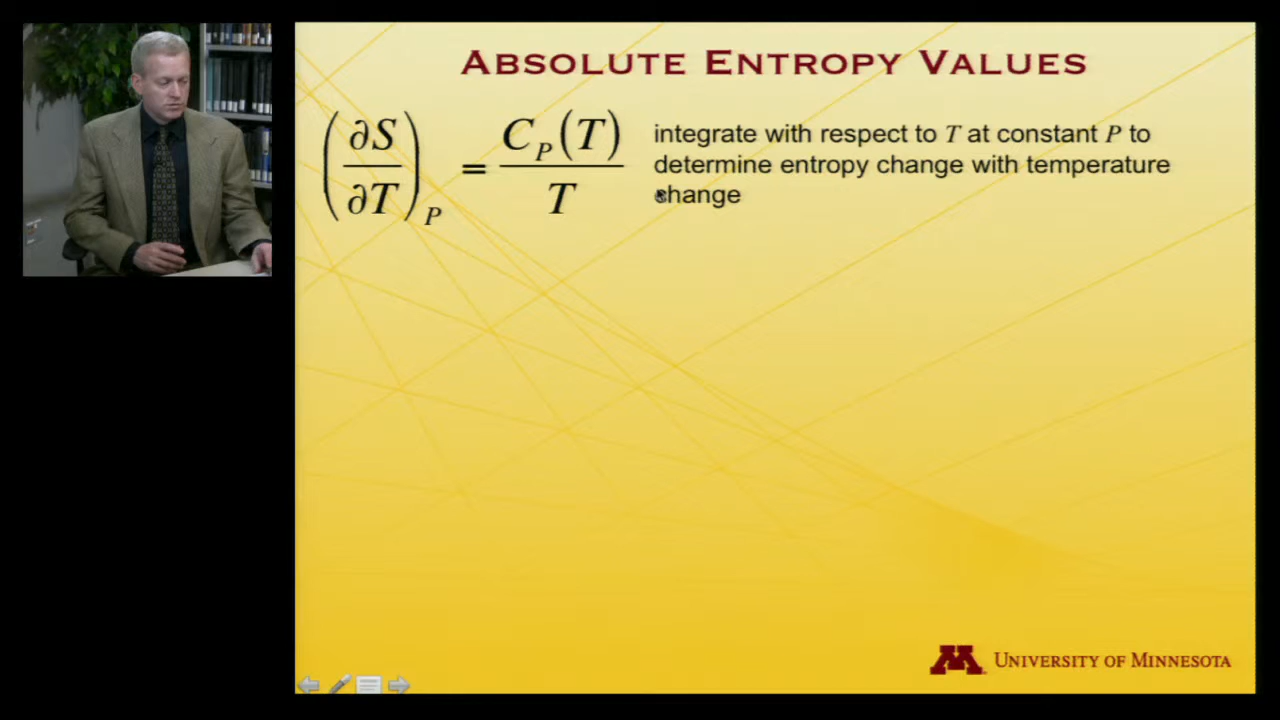 ABSOLUTE ENTROPY VALUES
(∂S/∂T)_P = C_P(T)/T
integrate with respect to T at constant P to
determine entropy change with temperature
change
UNIVERSITY OF MINNESOTA